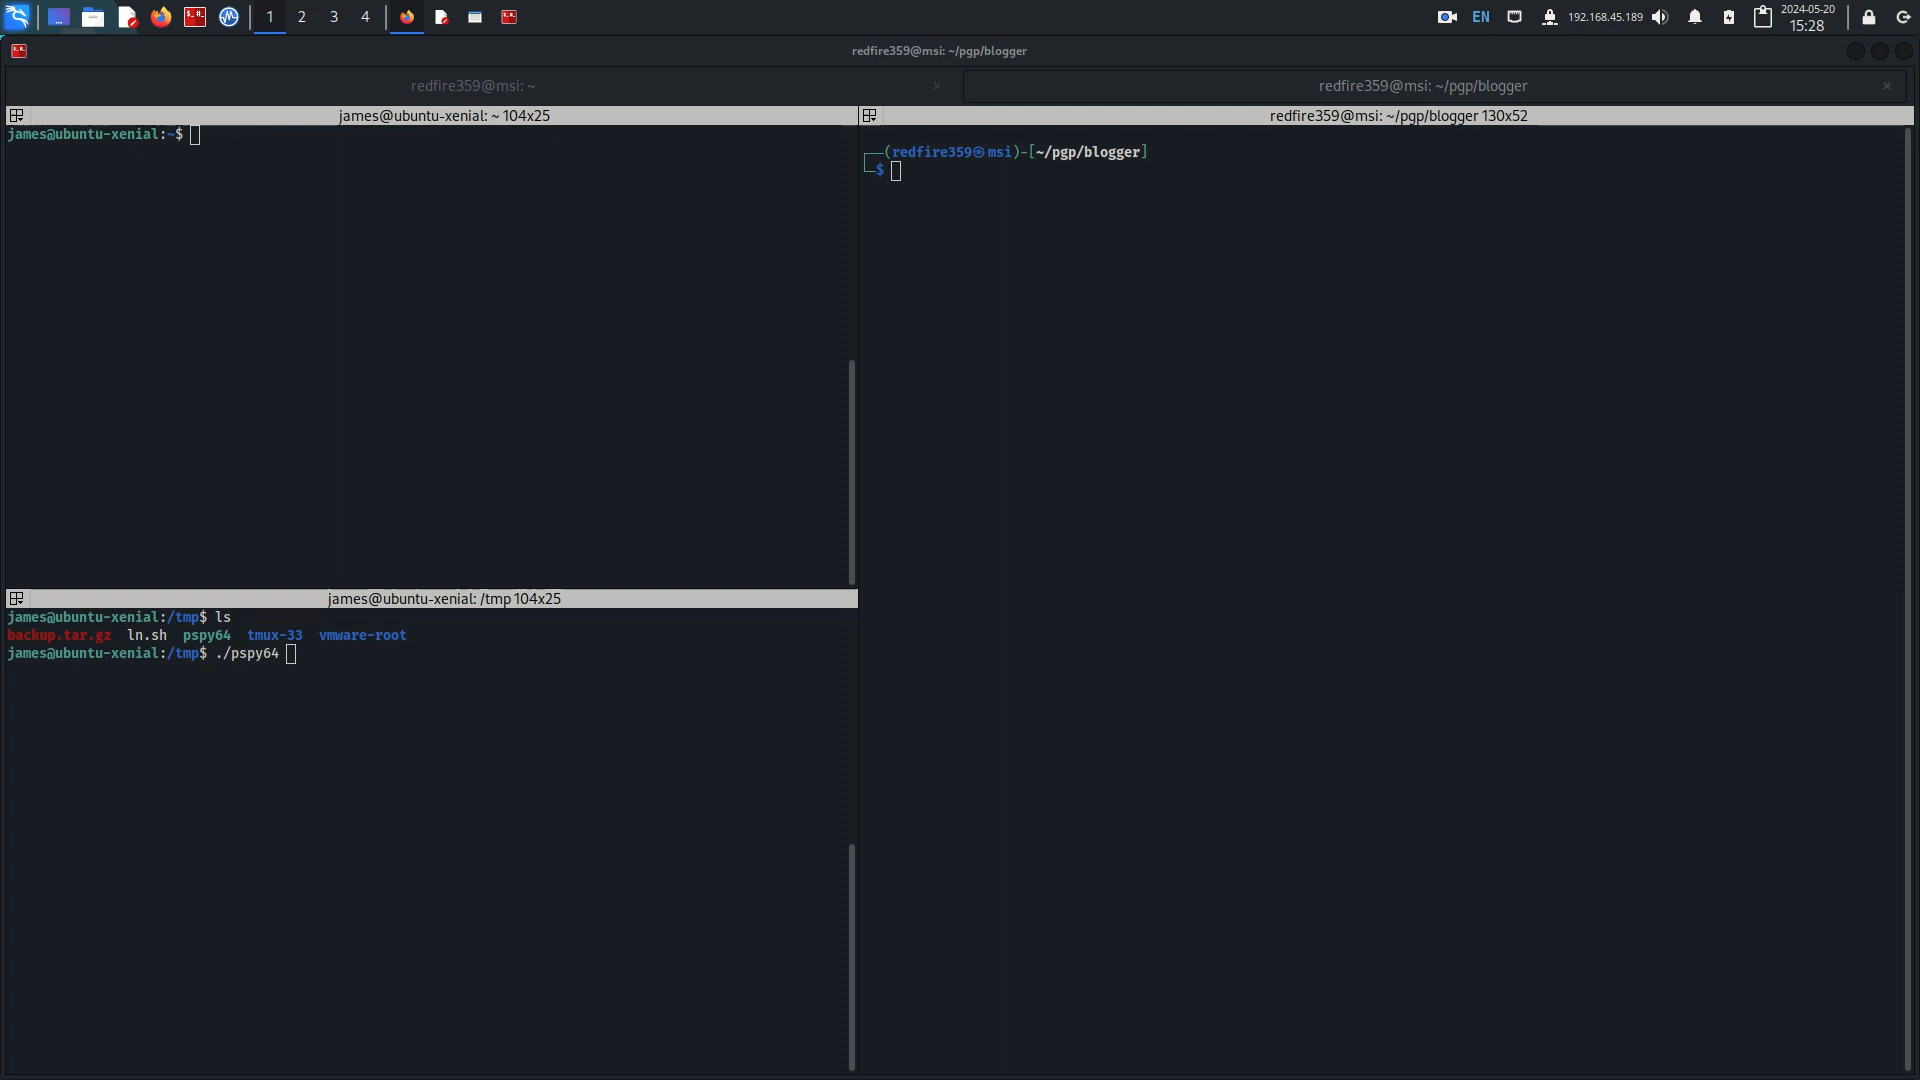 1 2 3 4 EN 192.168.45.189 2024-05-20
15:28
redfire359@msi: ~/pgp/blogger
redfire359@msi: ~ × redfire359@msi: ~/pgp/blogger ×
james@ubuntu-xenial: ~ 104x25
james@ubuntu-xenial:~$
redfire359@msi: ~/pgp/blogger 130x52
┌──(redfire359㉿msi)-[~/pgp/blogger]
└─$
james@ubuntu-xenial: /tmp 104x25
james@ubuntu-xenial:/tmp$ ls
backup.tar.gz ln.sh pspy64 tmux-33 vmware-root
james@ubuntu-xenial:/tmp$ ./pspy64